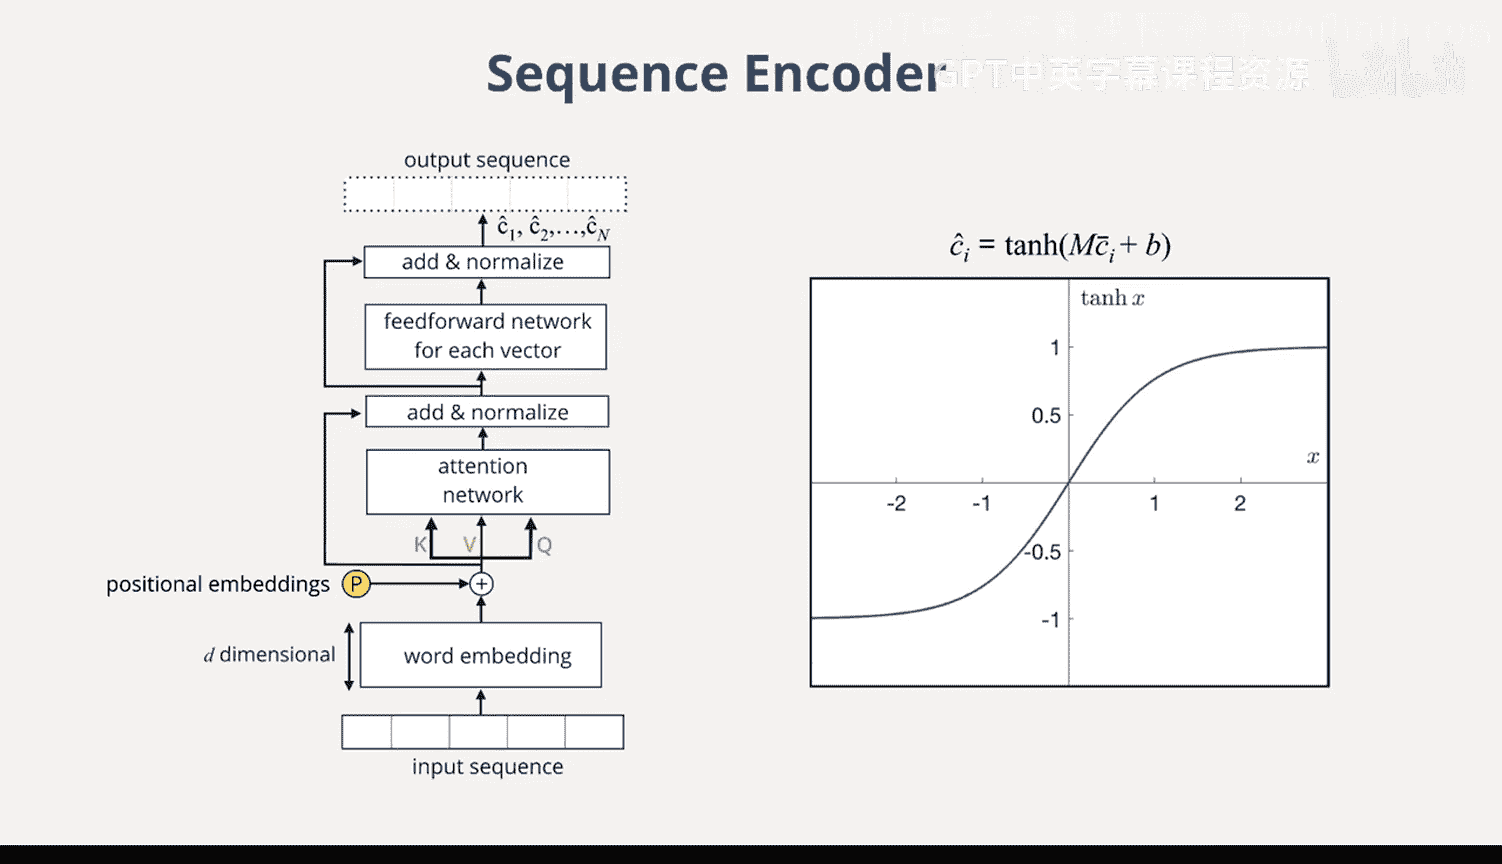 Sequence Encoder
GPT中英字幕课程资源
output sequence
ĉ1, ĉ2,…,ĉN
add & normalize
feedforward network
for each vector
add & normalize
attention
network
K V Q
positional embeddings P +
d dimensional
word embedding
input sequence
ĉi = tanh(Mc̄i + b)
tanh x
1
0.5
x
-2 -1 1 2
-0.5
-1